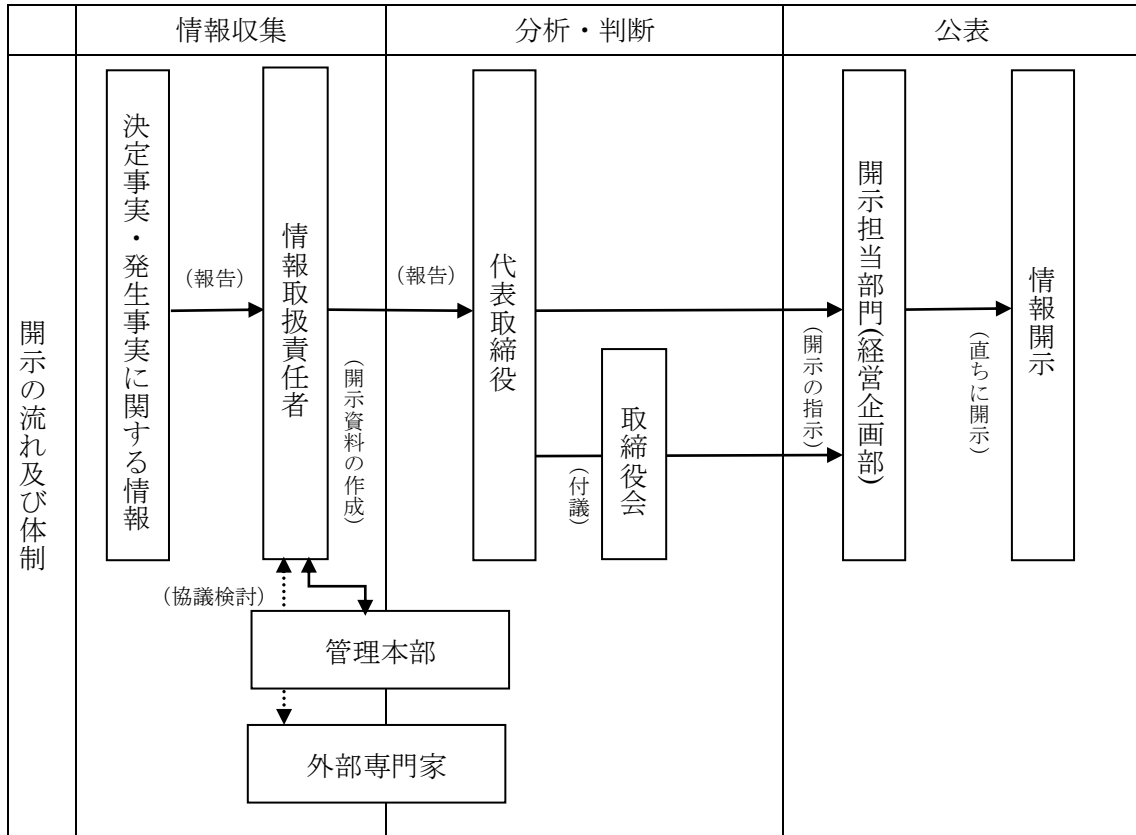 情報収集
分析・判断
公表
開示の流れ及び体制
決定事実・発生事実に関する情報
（報告）
情報取扱責任者
（開示資料の作成）
（報告）
代表取締役
（付議）
取締役会
（開示の指示）
開示担当部門(経営企画部)
（直ちに開示）
情報開示
（協議検討）
管理本部
外部専門家